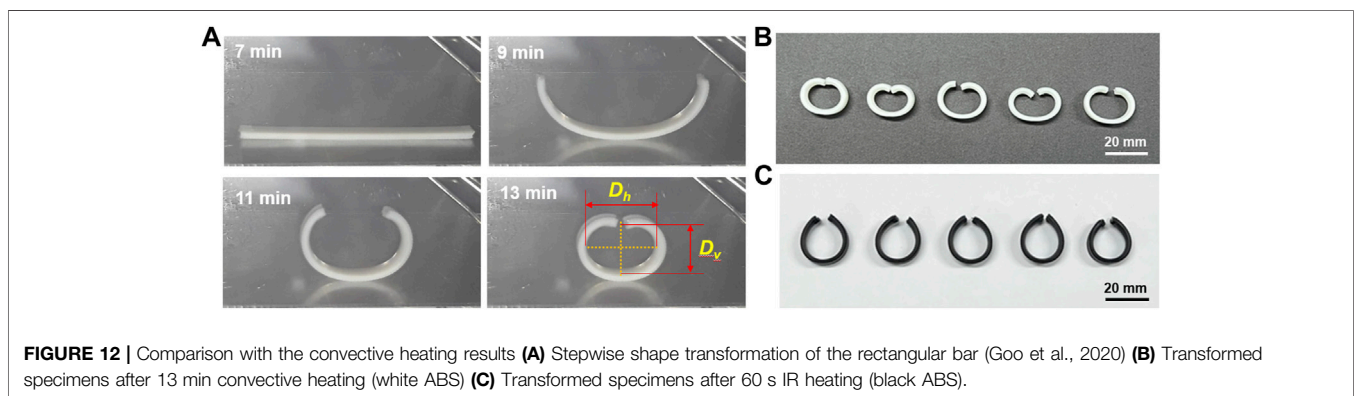 A
7 min
9 min
11 min
13 min
D_h
D_v
B
20 mm
C
20 mm
FIGURE 12 | Comparison with the convective heating results (A) Stepwise shape transformation of the rectangular bar (Goo et al., 2020) (B) Transformed
specimens after 13 min convective heating (white ABS) (C) Transformed specimens after 60 s IR heating (black ABS).